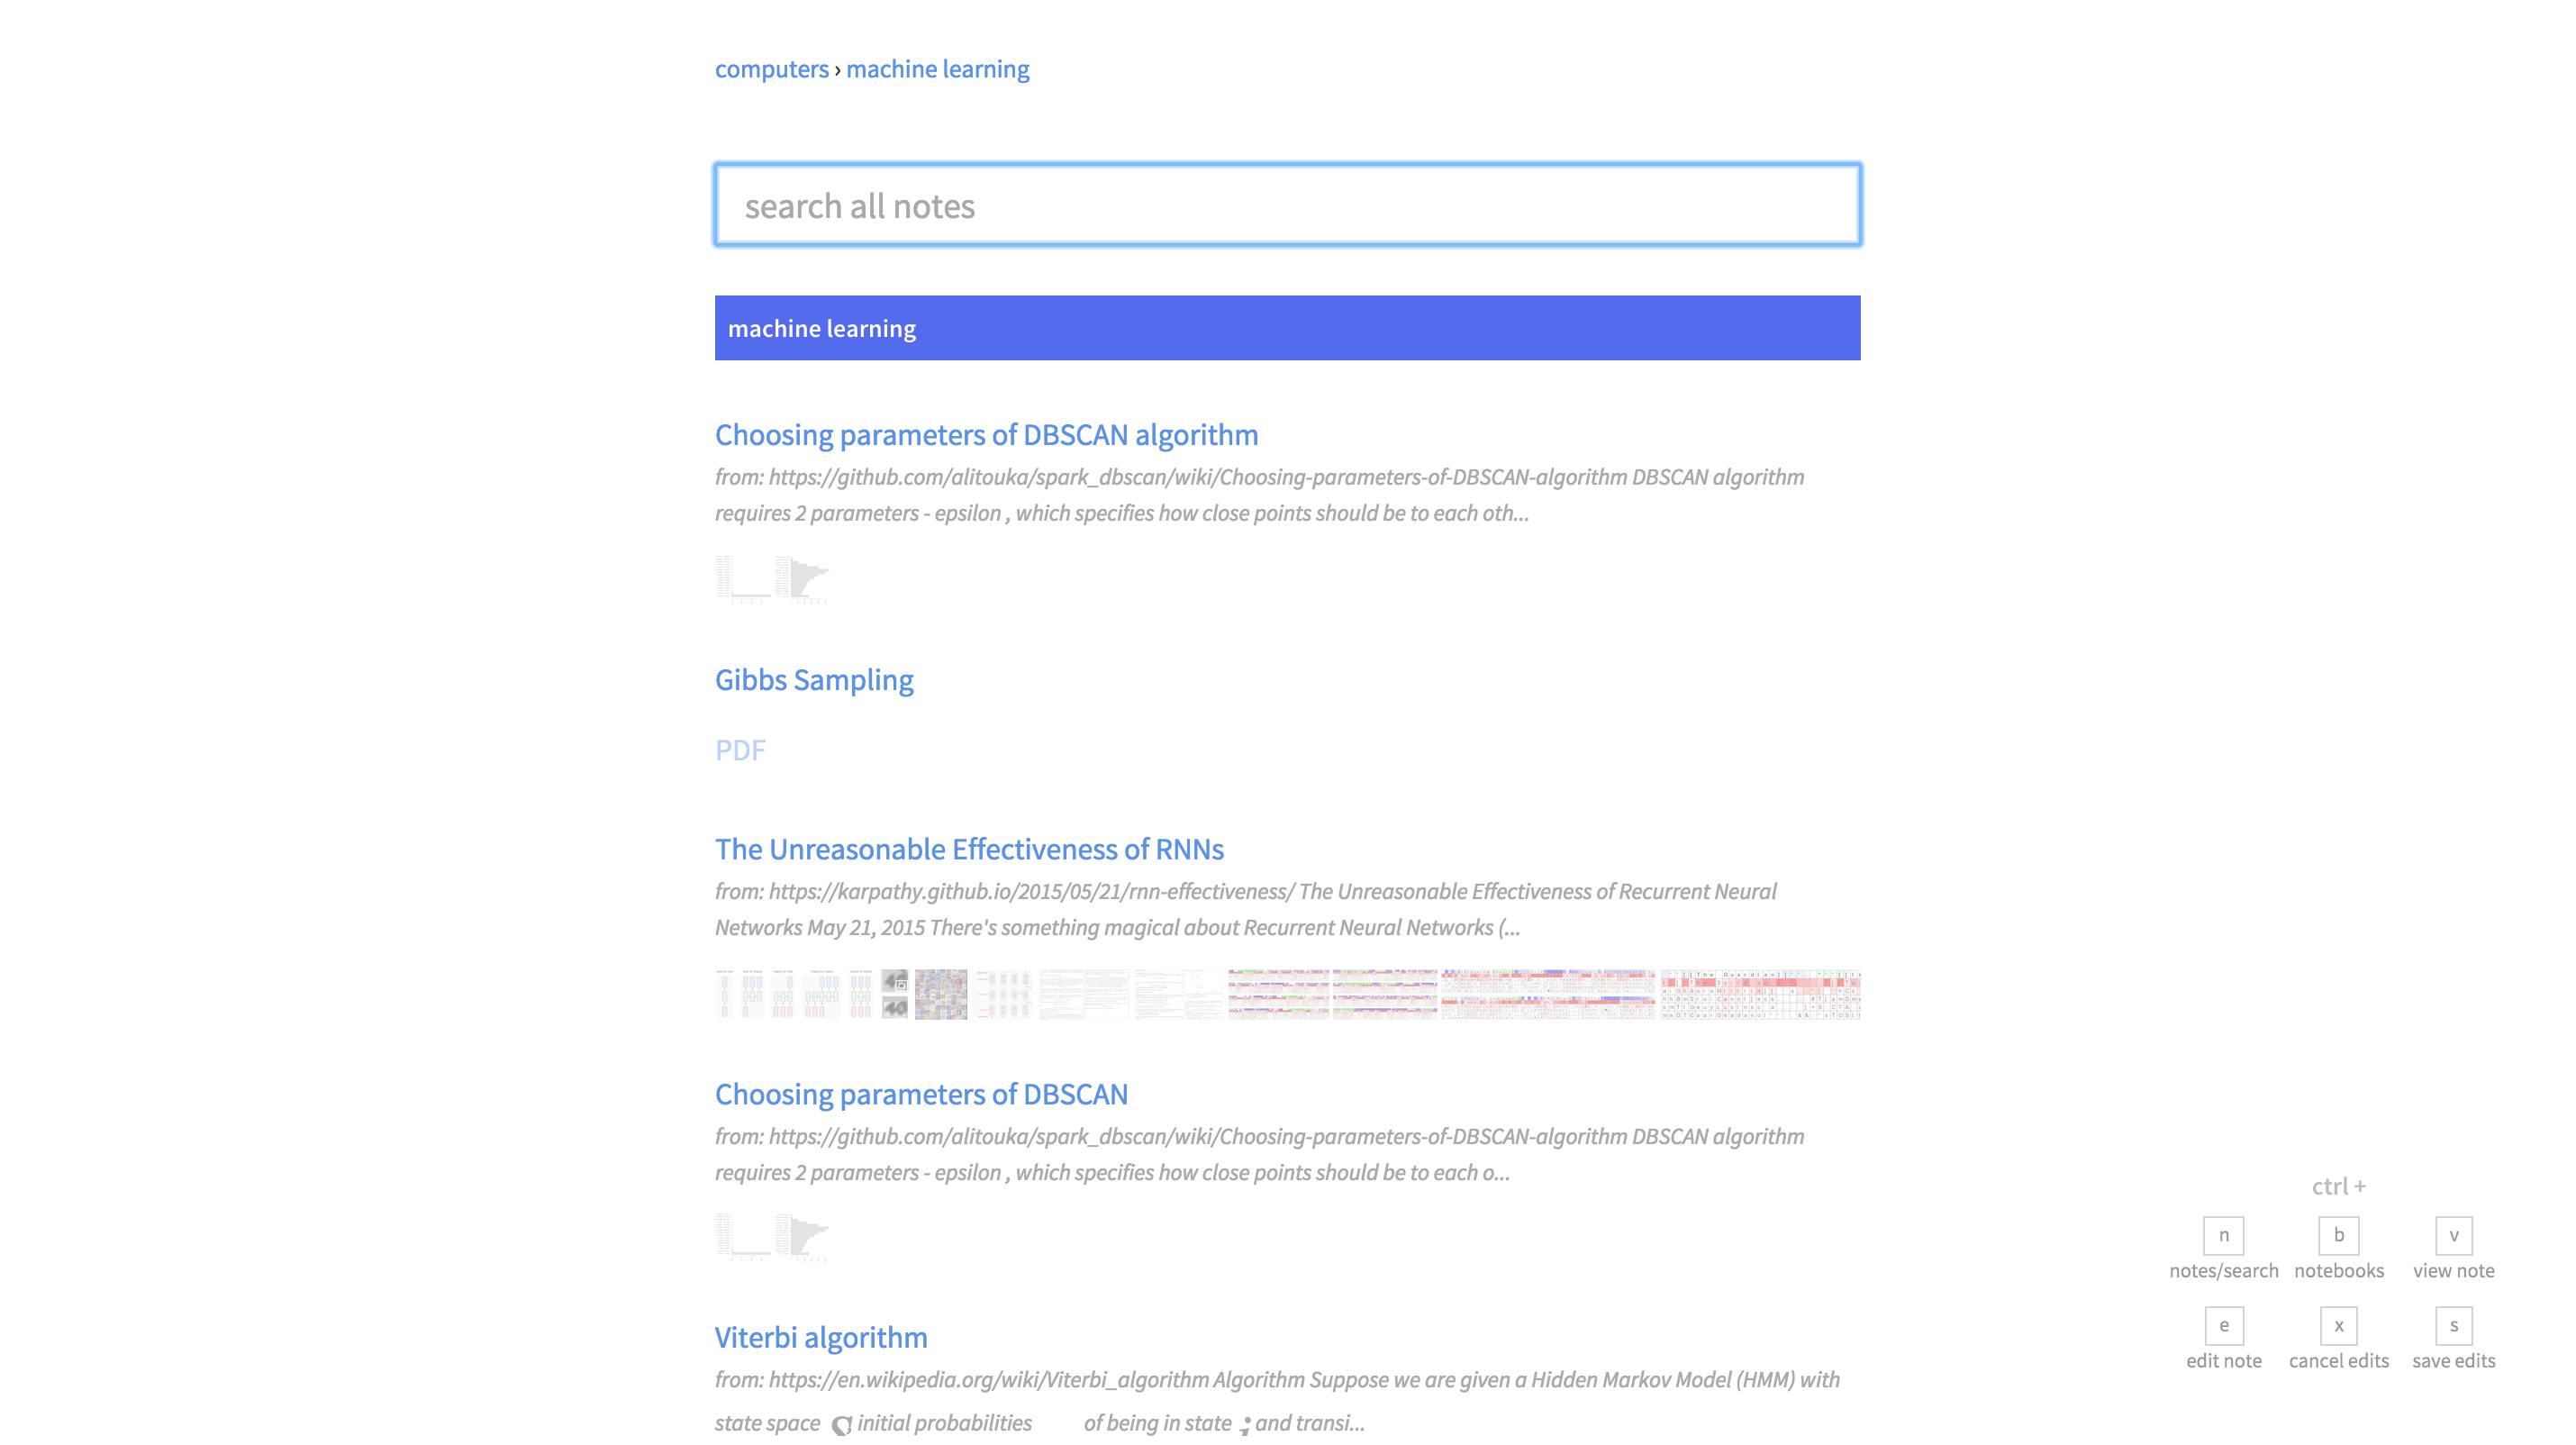 computers › machine learning
search all notes
machine learning
Choosing parameters of DBSCAN algorithm
from: https://github.com/alitouka/spark_dbscan/wiki/Choosing-parameters-of-DBSCAN-algorithm DBSCAN algorithm
requires 2 parameters - epsilon , which specifies how close points should be to each oth...
Gibbs Sampling
PDF
The Unreasonable Effectiveness of RNNs
from: https://karpathy.github.io/2015/05/21/rnn-effectiveness/ The Unreasonable Effectiveness of Recurrent Neural
Networks May 21, 2015 There's something magical about Recurrent Neural Networks (...
Choosing parameters of DBSCAN
from: https://github.com/alitouka/spark_dbscan/wiki/Choosing-parameters-of-DBSCAN-algorithm DBSCAN algorithm
requires 2 parameters - epsilon , which specifies how close points should be to each o...
Viterbi algorithm
from: https://en.wikipedia.org/wiki/Viterbi_algorithm Algorithm Suppose we are given a Hidden Markov Model (HMM) with
state space S initial probabilities of being in state i and transi...
ctrl +
n b v
notes/search notebooks view note
e x s
edit note cancel edits save edits